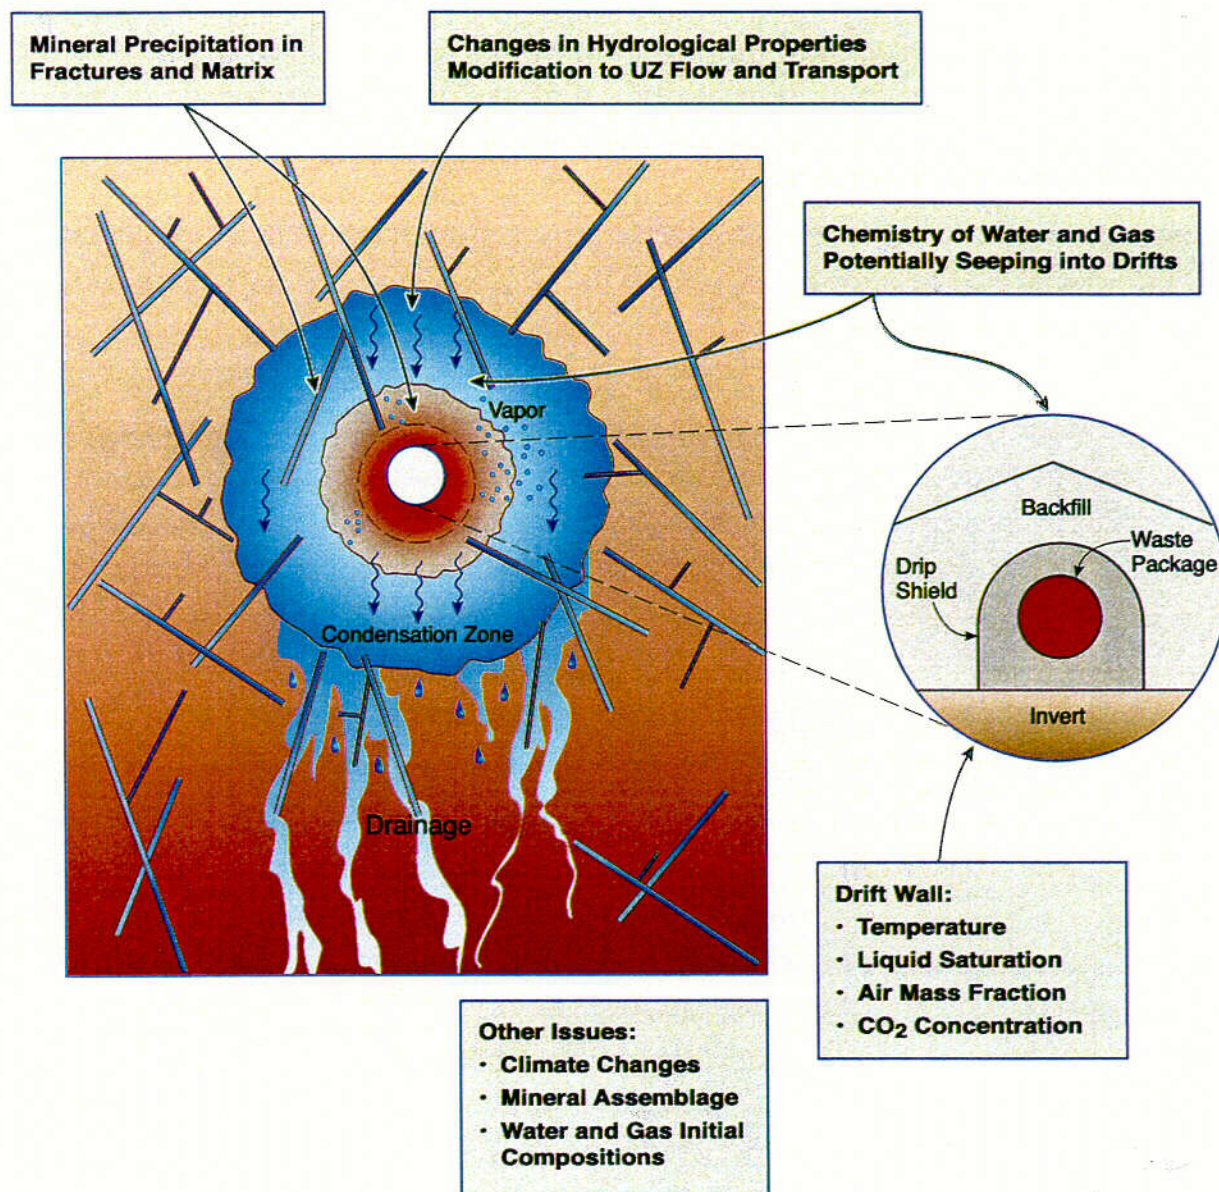 Mineral Precipitation in
Fractures and Matrix
Changes in Hydrological Properties
Modification to UZ Flow and Transport
Chemistry of Water and Gas
Potentially Seeping into Drifts
Vapor
Condensation Zone
Drainage
Backfill
Waste
Package
Drip
Shield
Invert
Drift Wall:
· Temperature
· Liquid Saturation
· Air Mass Fraction
· CO₂ Concentration
Other Issues:
· Climate Changes
· Mineral Assemblage
· Water and Gas Initial
Compositions